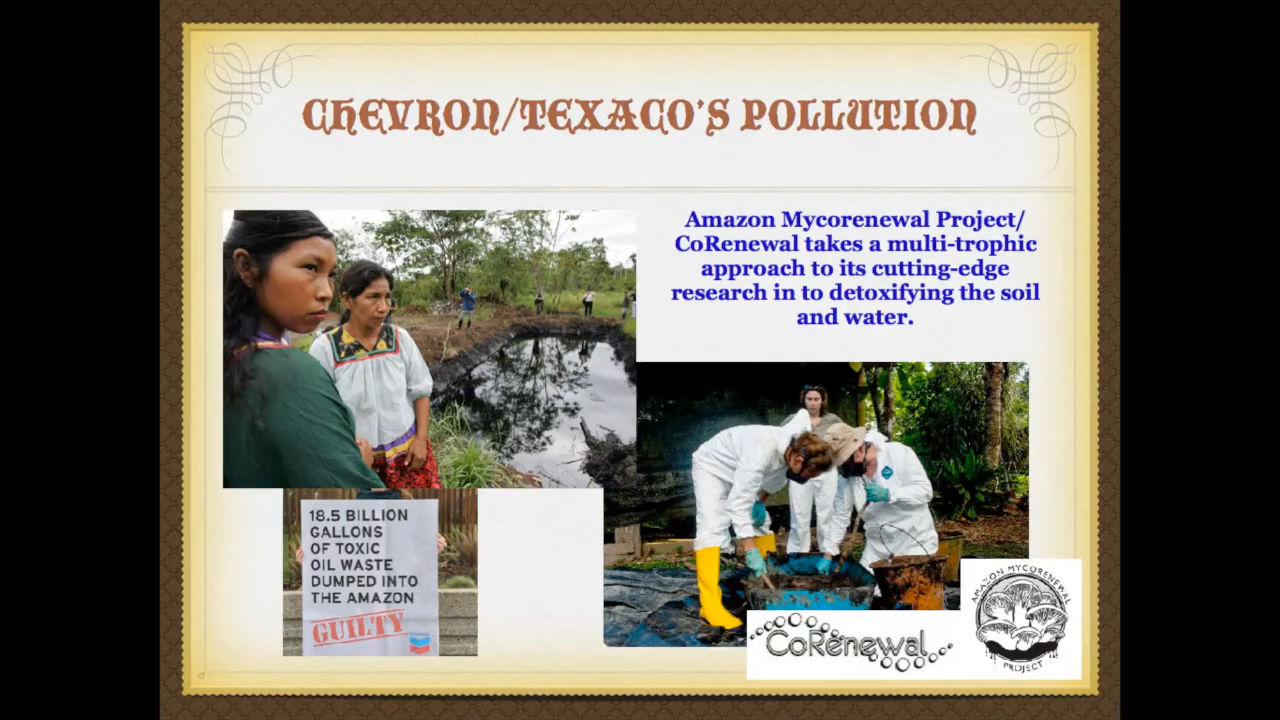 CHEVRON/TEXACO'S POLLUTION
Amazon Mycorenewal Project/
CoRenewal takes a multi-trophic
approach to its cutting-edge
research in to detoxifying the soil
and water.
18.5 BILLION
GALLONS
OF TOXIC
OIL WASTE
DUMPED INTO
THE AMAZON
GUILTY
CoRenewal
AMAZON MYCORENEWAL
PROJECT